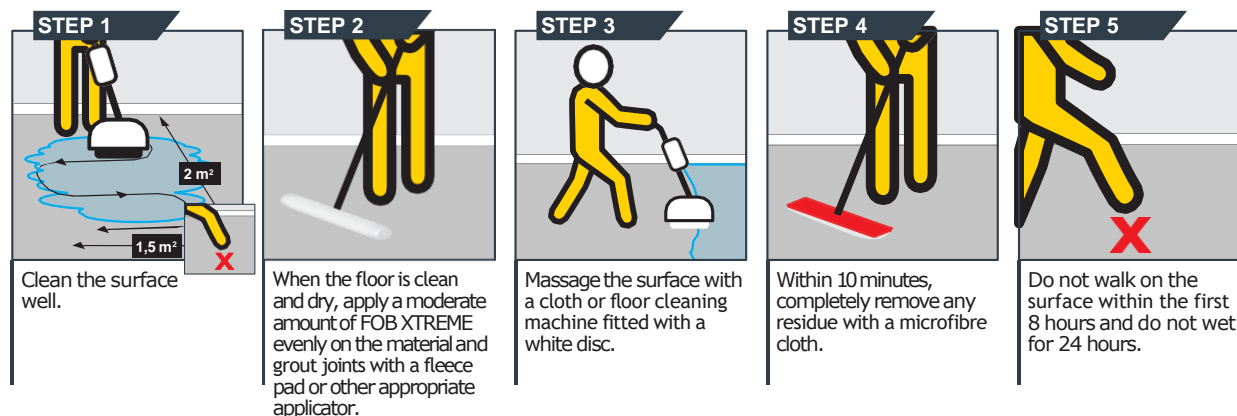 STEP 1
2 m²
1,5 m²
X
Clean the surface
well.
STEP 2
When the floor is clean
and dry, apply a moderate
amount of FOB XTREME
evenly on the material and
grout joints with a fleece
pad or other appropriate
applicator.
STEP 3
Massage the surface with
a cloth or floor cleaning
machine fitted with a
white disc.
STEP 4
Within 10 minutes,
completely remove any
residue with a microfibre
cloth.
STEP 5
X
Do not walk on the
surface within the first
8 hours and do not wet
for 24 hours.